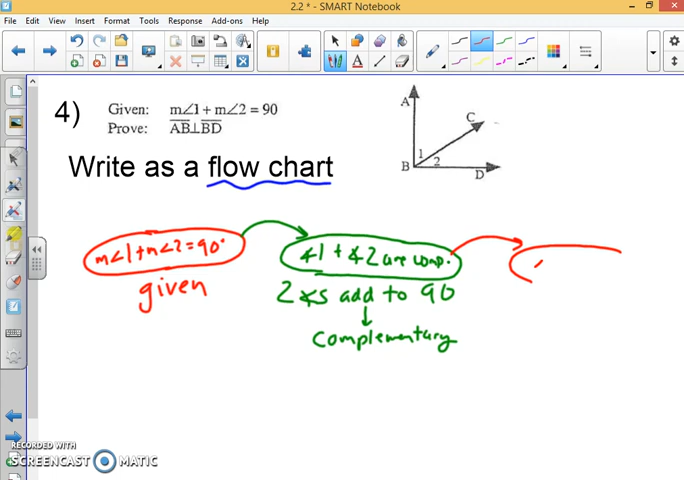 2.2 * - SMART Notebook
File Edit View Insert Format Tools Response Add-ons Help
4)
Given: m∠1 + m∠2 = 90
Prove: AB⊥BD
Write as a flow chart
A
C
1
2
B
D
m∠1+m∠2=90°
∡1 + ∡2 are comp.
given
2 ∡s add to 90
complementary
RECORDED WITH
SCREENCAST MATIC